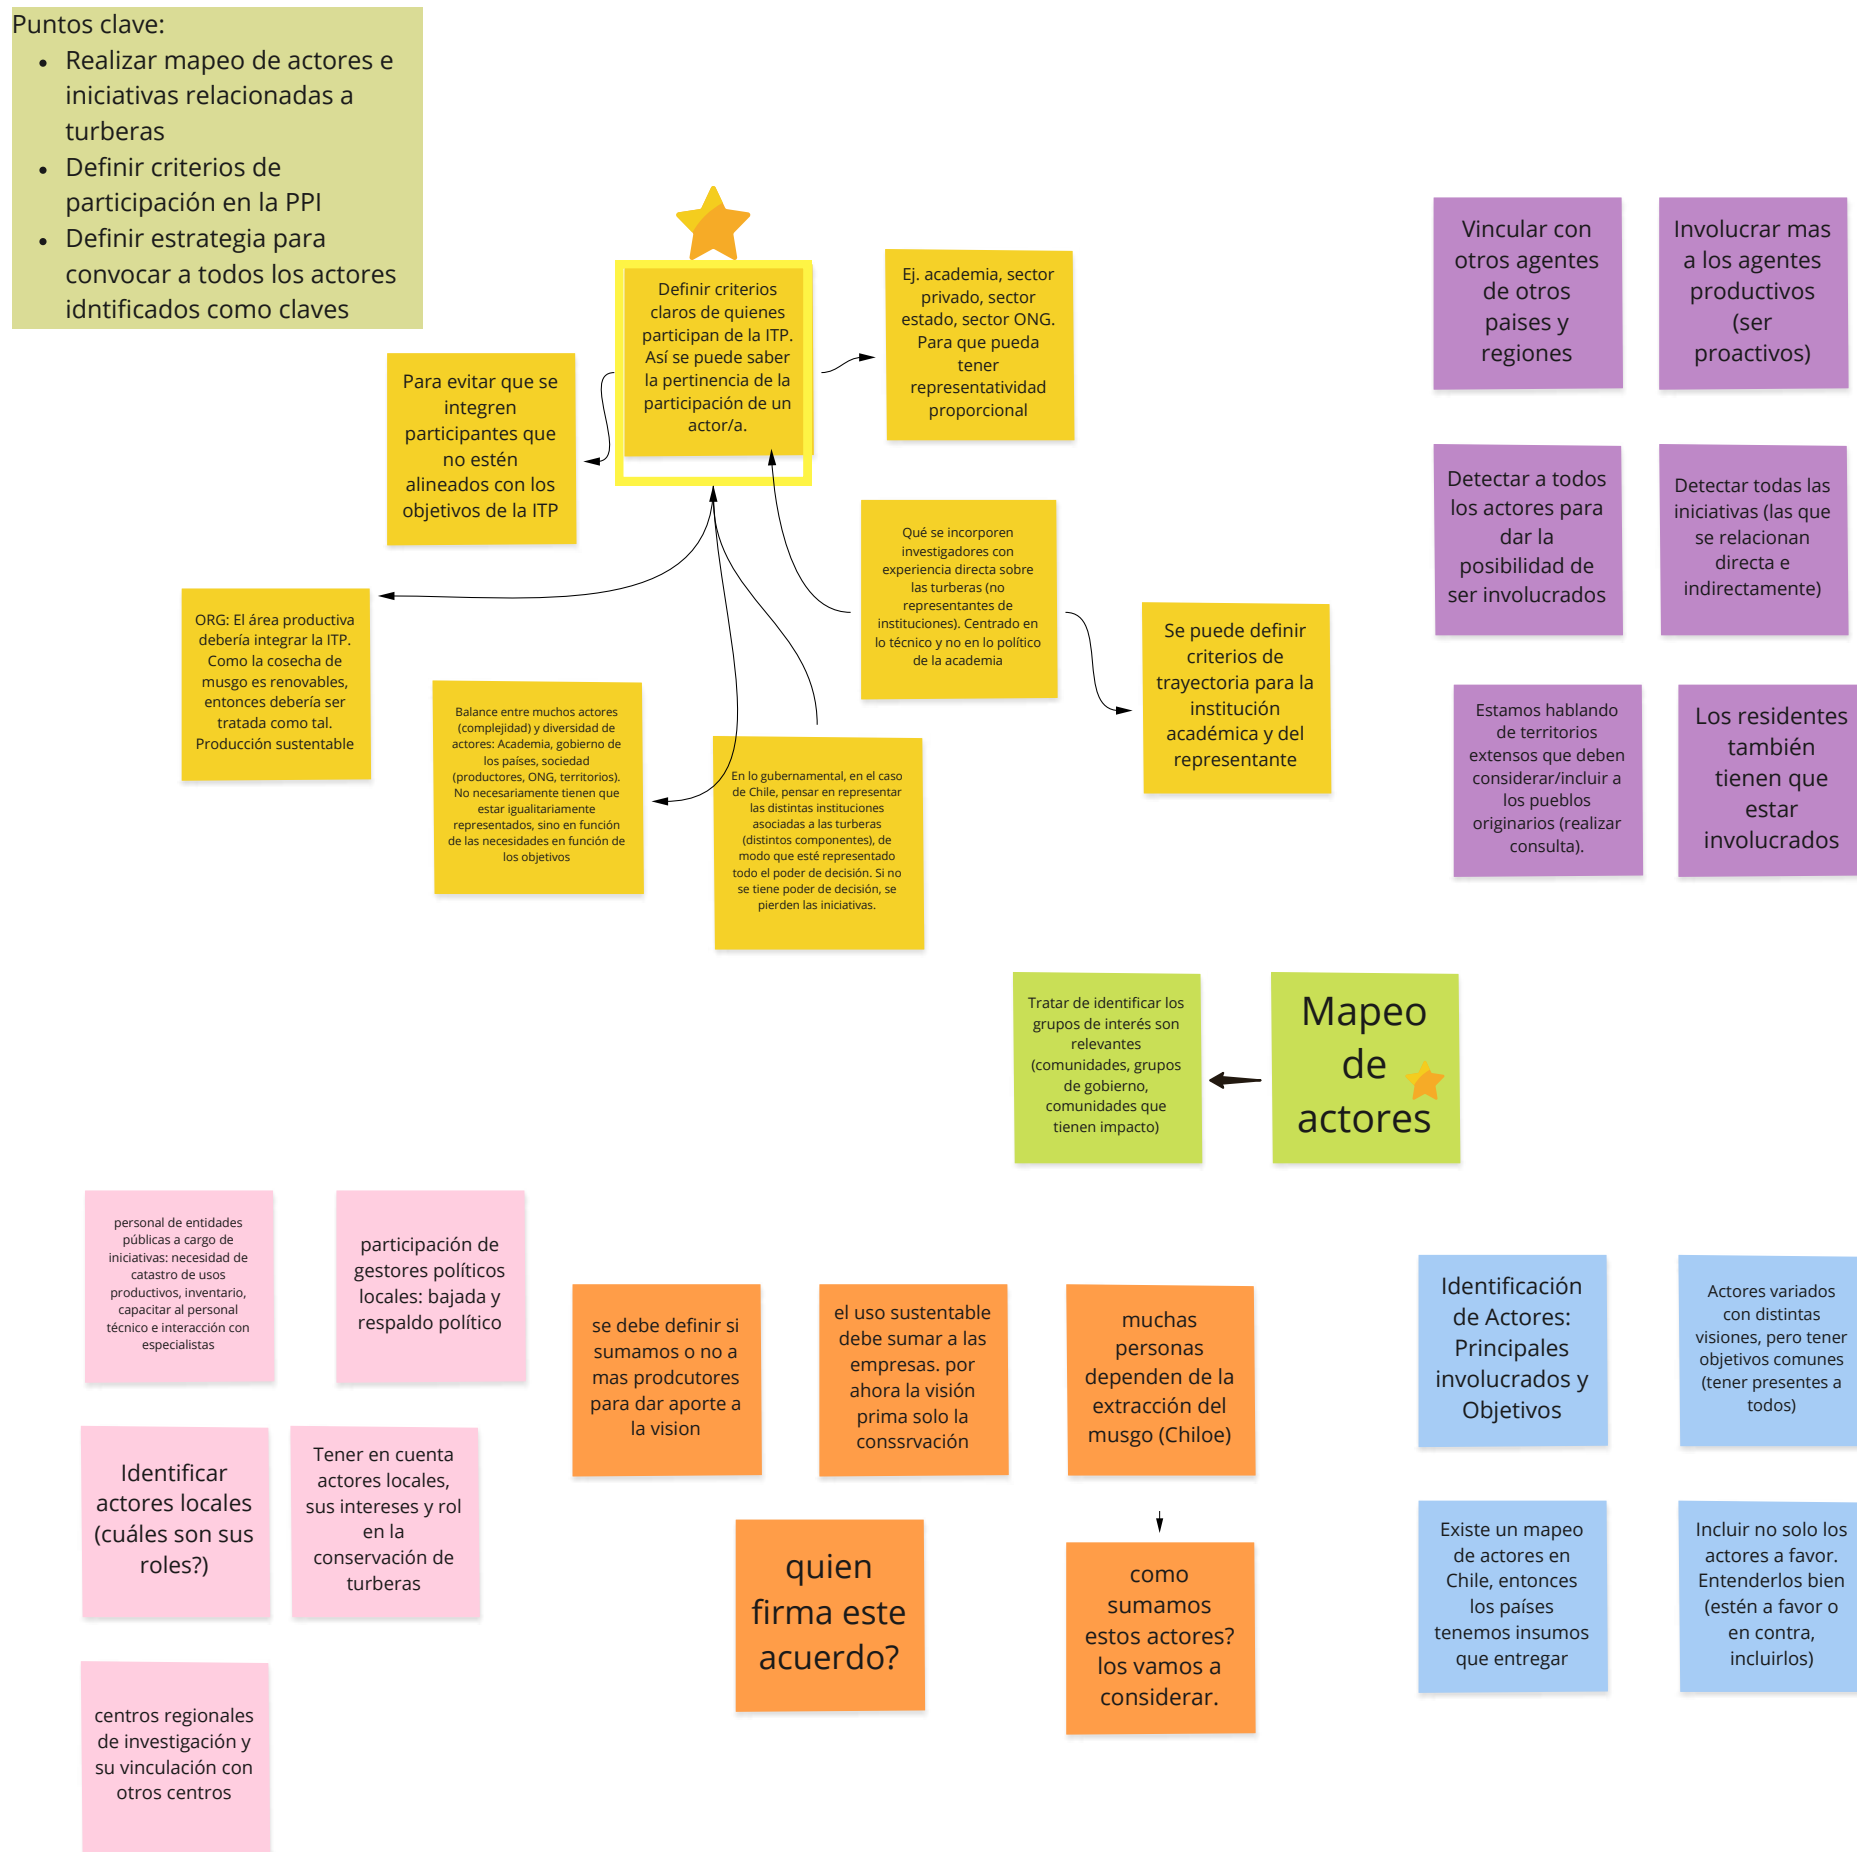 Puntos clave:
• Realizar mapeo de actores e
iniciativas relacionadas a
turberas
• Definir criterios de
participación en la PPI
• Definir estrategia para
convocar a todos los actores
idntificados como claves
Definir criterios
claros de quienes
participan de la ITP.
Así se puede saber
la pertinencia de la
participación de un
actor/a.
Ej. academia, sector
privado, sector
estado, sector ONG.
Para que pueda
tener
representatividad
proporcional
Para evitar que se
integren
participantes que
no estén
alineados con los
objetivos de la ITP
Qué se incorporen
investigadores con
experiencia directa sobre
las turberas (no
representantes de
instituciones). Centrado en
lo técnico y no en lo político
de la academia
ORG: El área productiva
debería integrar la ITP.
Como la cosecha de
musgo es renovables,
entonces debería ser
tratada como tal.
Producción sustentable
Se puede definir
criterios de
trayectoria para la
institución
académica y del
representante
Balance entre muchos actores
(complejidad) y diversidad de
actores: Academia, gobierno de
los países, sociedad
(productores, ONG, territorios).
No necesariamente tienen que
estar igualitariamente
representados, sino en función
de las necesidades en función de
los objetivos
En lo gubernamental, en el caso
de Chile, pensar en representar
las distintas instituciones
asociadas a las turberas
(distintos componentes), de
modo que esté representado
todo el poder de decisión. Si no
se tiene poder de decisión, se
pierden las iniciativas.
Vincular con
otros agentes
de otros
paises y
regiones
Involucrar mas
a los agentes
productivos
(ser
proactivos)
Detectar a todos
los actores para
dar la
posibilidad de
ser involucrados
Detectar todas las
iniciativas (las que
se relacionan
directa e
indirectamente)
Estamos hablando
de territorios
extensos que deben
considerar/incluir a
los pueblos
originarios (realizar
consulta).
Los residentes
también
tienen que
estar
involucrados
Tratar de identificar los
grupos de interés son
relevantes
(comunidades, grupos
de gobierno,
comunidades que
tienen impacto)
Mapeo
de
actores
personal de entidades
públicas a cargo de
iniciativas: necesidad de
catastro de usos
productivos, inventario,
capacitar al personal
técnico e interacción con
especialistas
participación de
gestores políticos
locales: bajada y
respaldo político
Identificar
actores locales
(cuáles son sus
roles?)
Tener en cuenta
actores locales,
sus intereses y rol
en la
conservación de
turberas
centros regionales
de investigación y
su vinculación con
otros centros
se debe definir si
sumamos o no a
mas prodcutores
para dar aporte a
la vision
el uso sustentable
debe sumar a las
empresas. por
ahora la visión
prima solo la
conssrvación
muchas
personas
dependen de la
extracción del
musgo (Chiloe)
quien
firma este
acuerdo?
como
sumamos
estos actores?
los vamos a
considerar.
Identificación
de Actores:
Principales
involucrados y
Objetivos
Actores variados
con distintas
visiones, pero tener
objetivos comunes
(tener presentes a
todos)
Existe un mapeo
de actores en
Chile, entonces
los países
tenemos insumos
que entregar
Incluir no solo los
actores a favor.
Entenderlos bien
(estén a favor o
en contra,
incluirlos)